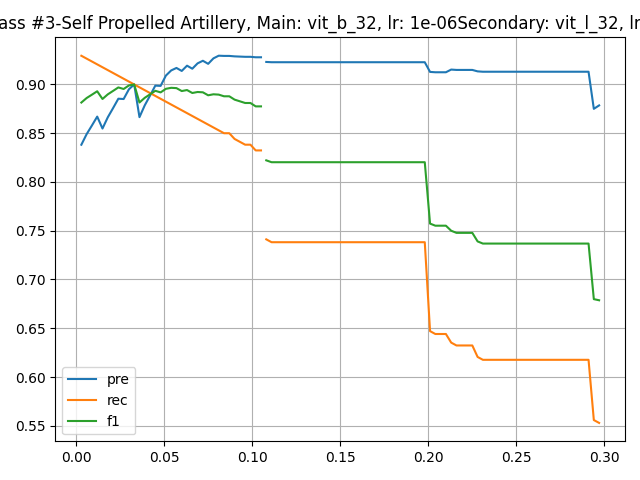 ass #3-Self Propelled Artillery, Main: vit_b_32, lr: 1e-06Secondary: vit_l_32, lr
0.90
0.85
0.80
0.75
0.70
0.65
0.60
0.55
pre
rec
f1
0.00 0.05 0.10 0.15 0.20 0.25 0.30